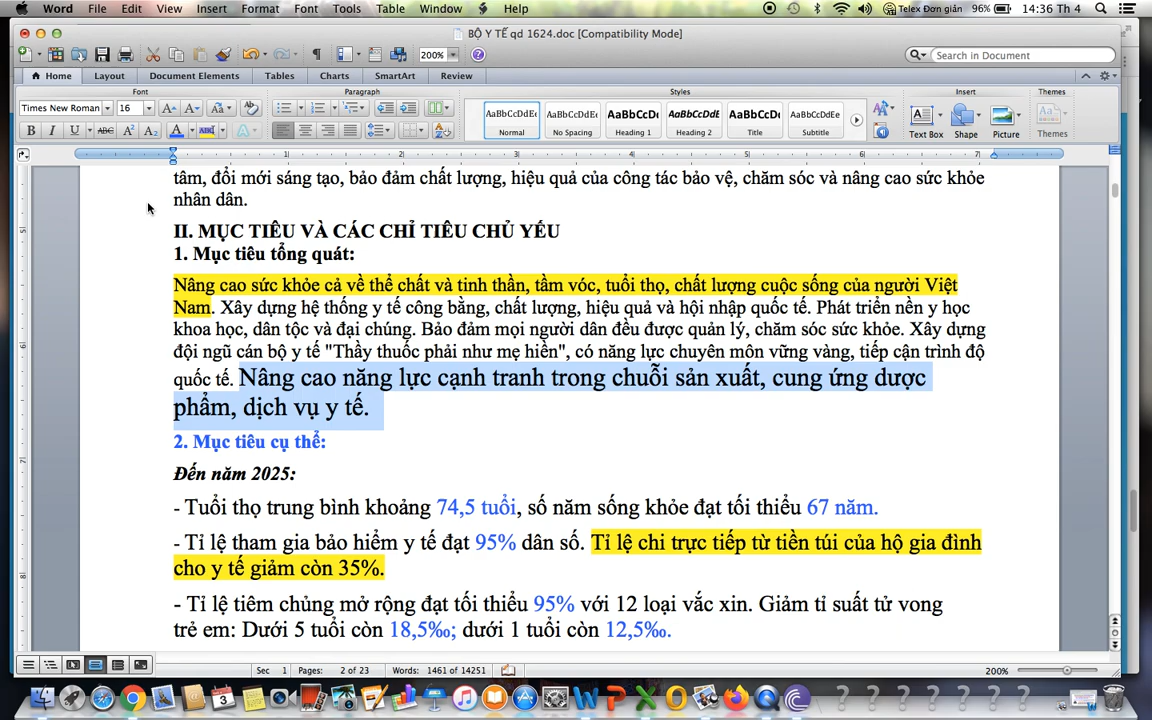 Word File Edit View Insert Format Font Tools Table Window Help Telex Đơn giản 96% 14:36 Th 4
BỘ Y TẾ qd 1624.doc [Compatibility Mode]
200% Search in Document
Home Layout Document Elements Tables Charts SmartArt Review
Font Paragraph Styles Insert Themes
Times New Roman 16
AaBbCcDdEe AaBbCcDdEe AaBbCcDc AaBbCcDdE AaBbCcDc AaBbCcDdEe
Normal No Spacing Heading 1 Heading 2 Title Subtitle Text Box Shape Picture Themes
tâm, đổi mới sáng tạo, bảo đảm chất lượng, hiệu quả của công tác bảo vệ, chăm sóc và nâng cao sức khỏe
nhân dân.
II. MỤC TIÊU VÀ CÁC CHỈ TIÊU CHỦ YẾU
1. Mục tiêu tổng quát:
Nâng cao sức khỏe cả về thể chất và tinh thần, tầm vóc, tuổi thọ, chất lượng cuộc sống của người Việt
Nam. Xây dựng hệ thống y tế công bằng, chất lượng, hiệu quả và hội nhập quốc tế. Phát triển nền y học
khoa học, dân tộc và đại chúng. Bảo đảm mọi người dân đều được quản lý, chăm sóc sức khỏe. Xây dựng
đội ngũ cán bộ y tế "Thầy thuốc phải như mẹ hiền", có năng lực chuyên môn vững vàng, tiếp cận trình độ
quốc tế. Nâng cao năng lực cạnh tranh trong chuỗi sản xuất, cung ứng dược
phẩm, dịch vụ y tế.
2. Mục tiêu cụ thể:
Đến năm 2025:
- Tuổi thọ trung bình khoảng 74,5 tuổi, số năm sống khỏe đạt tối thiểu 67 năm.
- Tỉ lệ tham gia bảo hiểm y tế đạt 95% dân số. Tỉ lệ chi trực tiếp từ tiền túi của hộ gia đình
cho y tế giảm còn 35%.
- Tỉ lệ tiêm chủng mở rộng đạt tối thiểu 95% với 12 loại vắc xin. Giảm tỉ suất tử vong
trẻ em: Dưới 5 tuổi còn 18,5‰; dưới 1 tuổi còn 12,5‰.
Sec 1 Pages: 2 of 23 Words: 1461 of 14251 200%